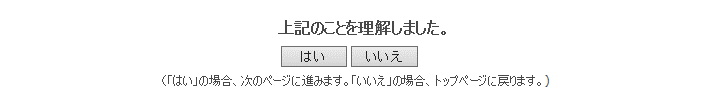 上記のことを理解しました。
はい いいえ
(「はい」の場合、次のページに進みます。「いいえ」の場合、トップページに戻ります。)